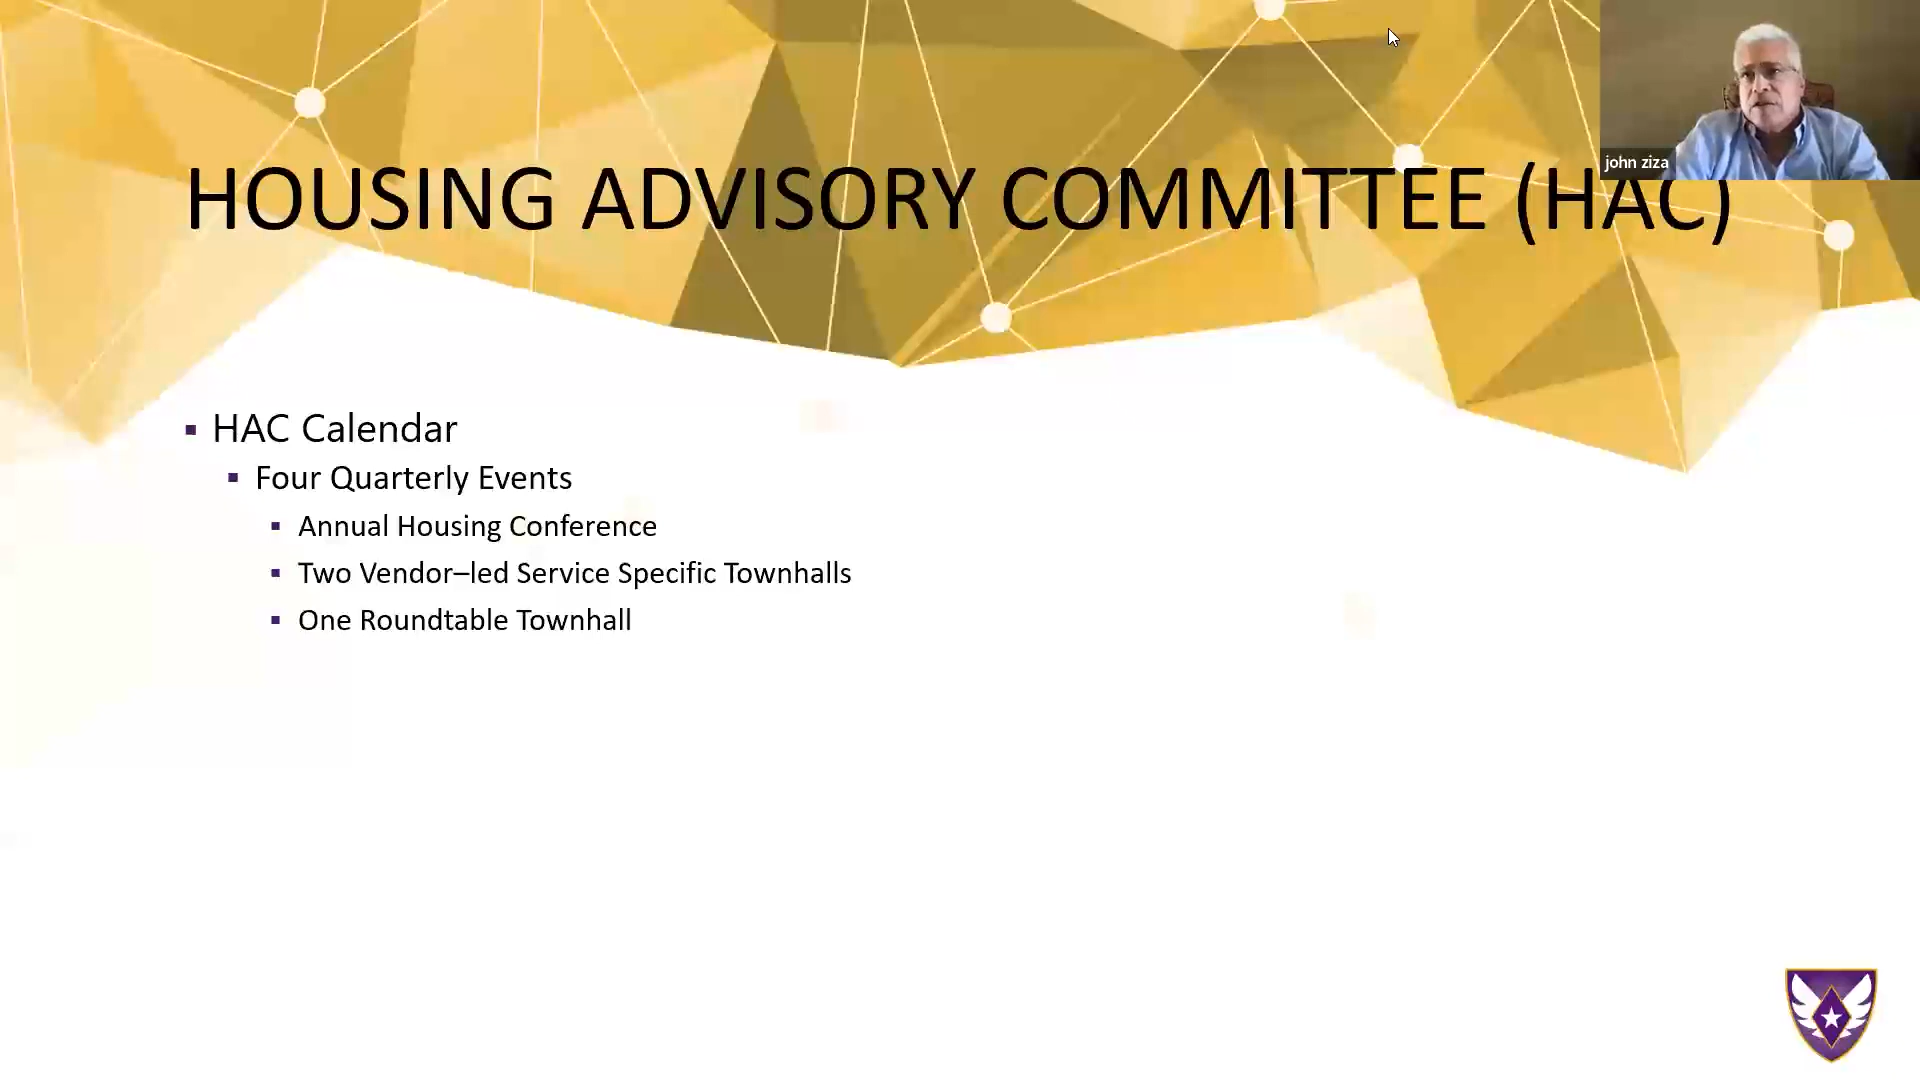 john ziza
HOUSING ADVISORY COMMITTEE (HAC)
HAC Calendar
Four Quarterly Events
Annual Housing Conference
Two Vendor–led Service Specific Townhalls
One Roundtable Townhall